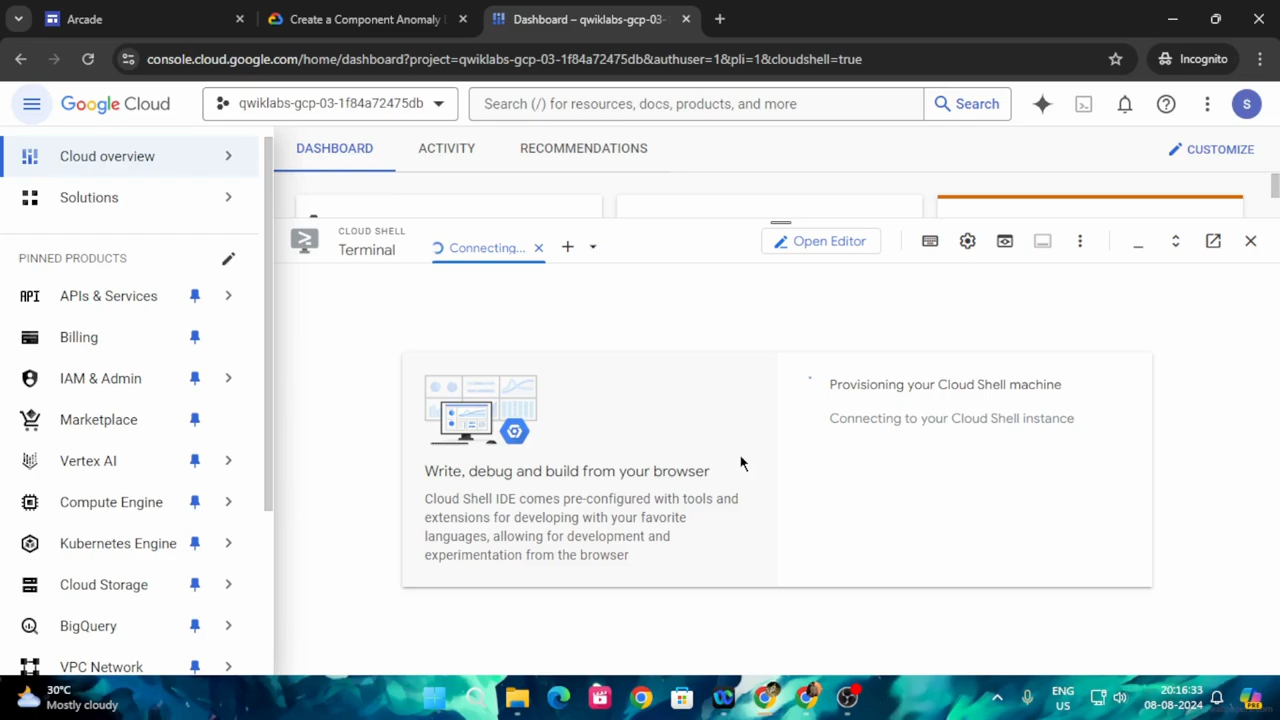 Arcade
Create a Component Anomaly
Dashboard – qwiklabs-gcp-03-
console.cloud.google.com/home/dashboard?project=qwiklabs-gcp-03-1f84a72475db&authuser=1&pli=1&cloudshell=true
Incognito
Google Cloud
qwiklabs-gcp-03-1f84a72475db
Search (/) for resources, docs, products, and more
Search
S
Cloud overview
Solutions
PINNED PRODUCTS
API
APIs & Services
Billing
IAM & Admin
Marketplace
Vertex AI
Compute Engine
Kubernetes Engine
Cloud Storage
BigQuery
VPC Network
DASHBOARD
ACTIVITY
RECOMMENDATIONS
CUSTOMIZE
CLOUD SHELL
Terminal
Connecting...
Open Editor
Write, debug and build from your browser
Cloud Shell IDE comes pre-configured with tools and
extensions for developing with your favorite
languages, allowing for development and
experimentation from the browser
Provisioning your Cloud Shell machine
Connecting to your Cloud Shell instance
30°C
Mostly cloudy
ENG
US
20:16:33
08-08-2024
PRE